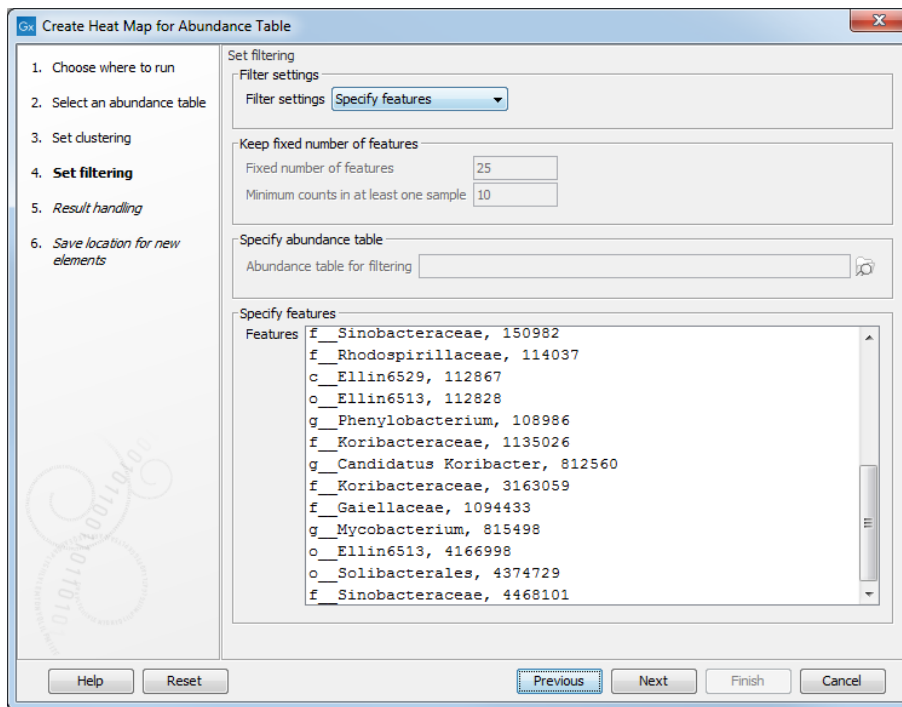 Gx Create Heat Map for Abundance Table
1. Choose where to run
2. Select an abundance table
3. Set clustering
4. Set filtering
5. Result handling
6. Save location for new
elements
Set filtering
Filter settings
Filter settings Specify features
Keep fixed number of features
Fixed number of features 25
Minimum counts in at least one sample 10
Specify abundance table
Abundance table for filtering
Specify features
Features f__Sinobacteraceae, 150982
f__Rhodospirillaceae, 114037
c__Ellin6529, 112867
o__Ellin6513, 112828
g__Phenylobacterium, 108986
f__Koribacteraceae, 1135026
g__Candidatus Koribacter, 812560
f__Koribacteraceae, 3163059
f__Gaiellaceae, 1094433
g__Mycobacterium, 815498
o__Ellin6513, 4166998
o__Solibacterales, 4374729
f__Sinobacteraceae, 4468101
Help Reset Previous Next Finish Cancel